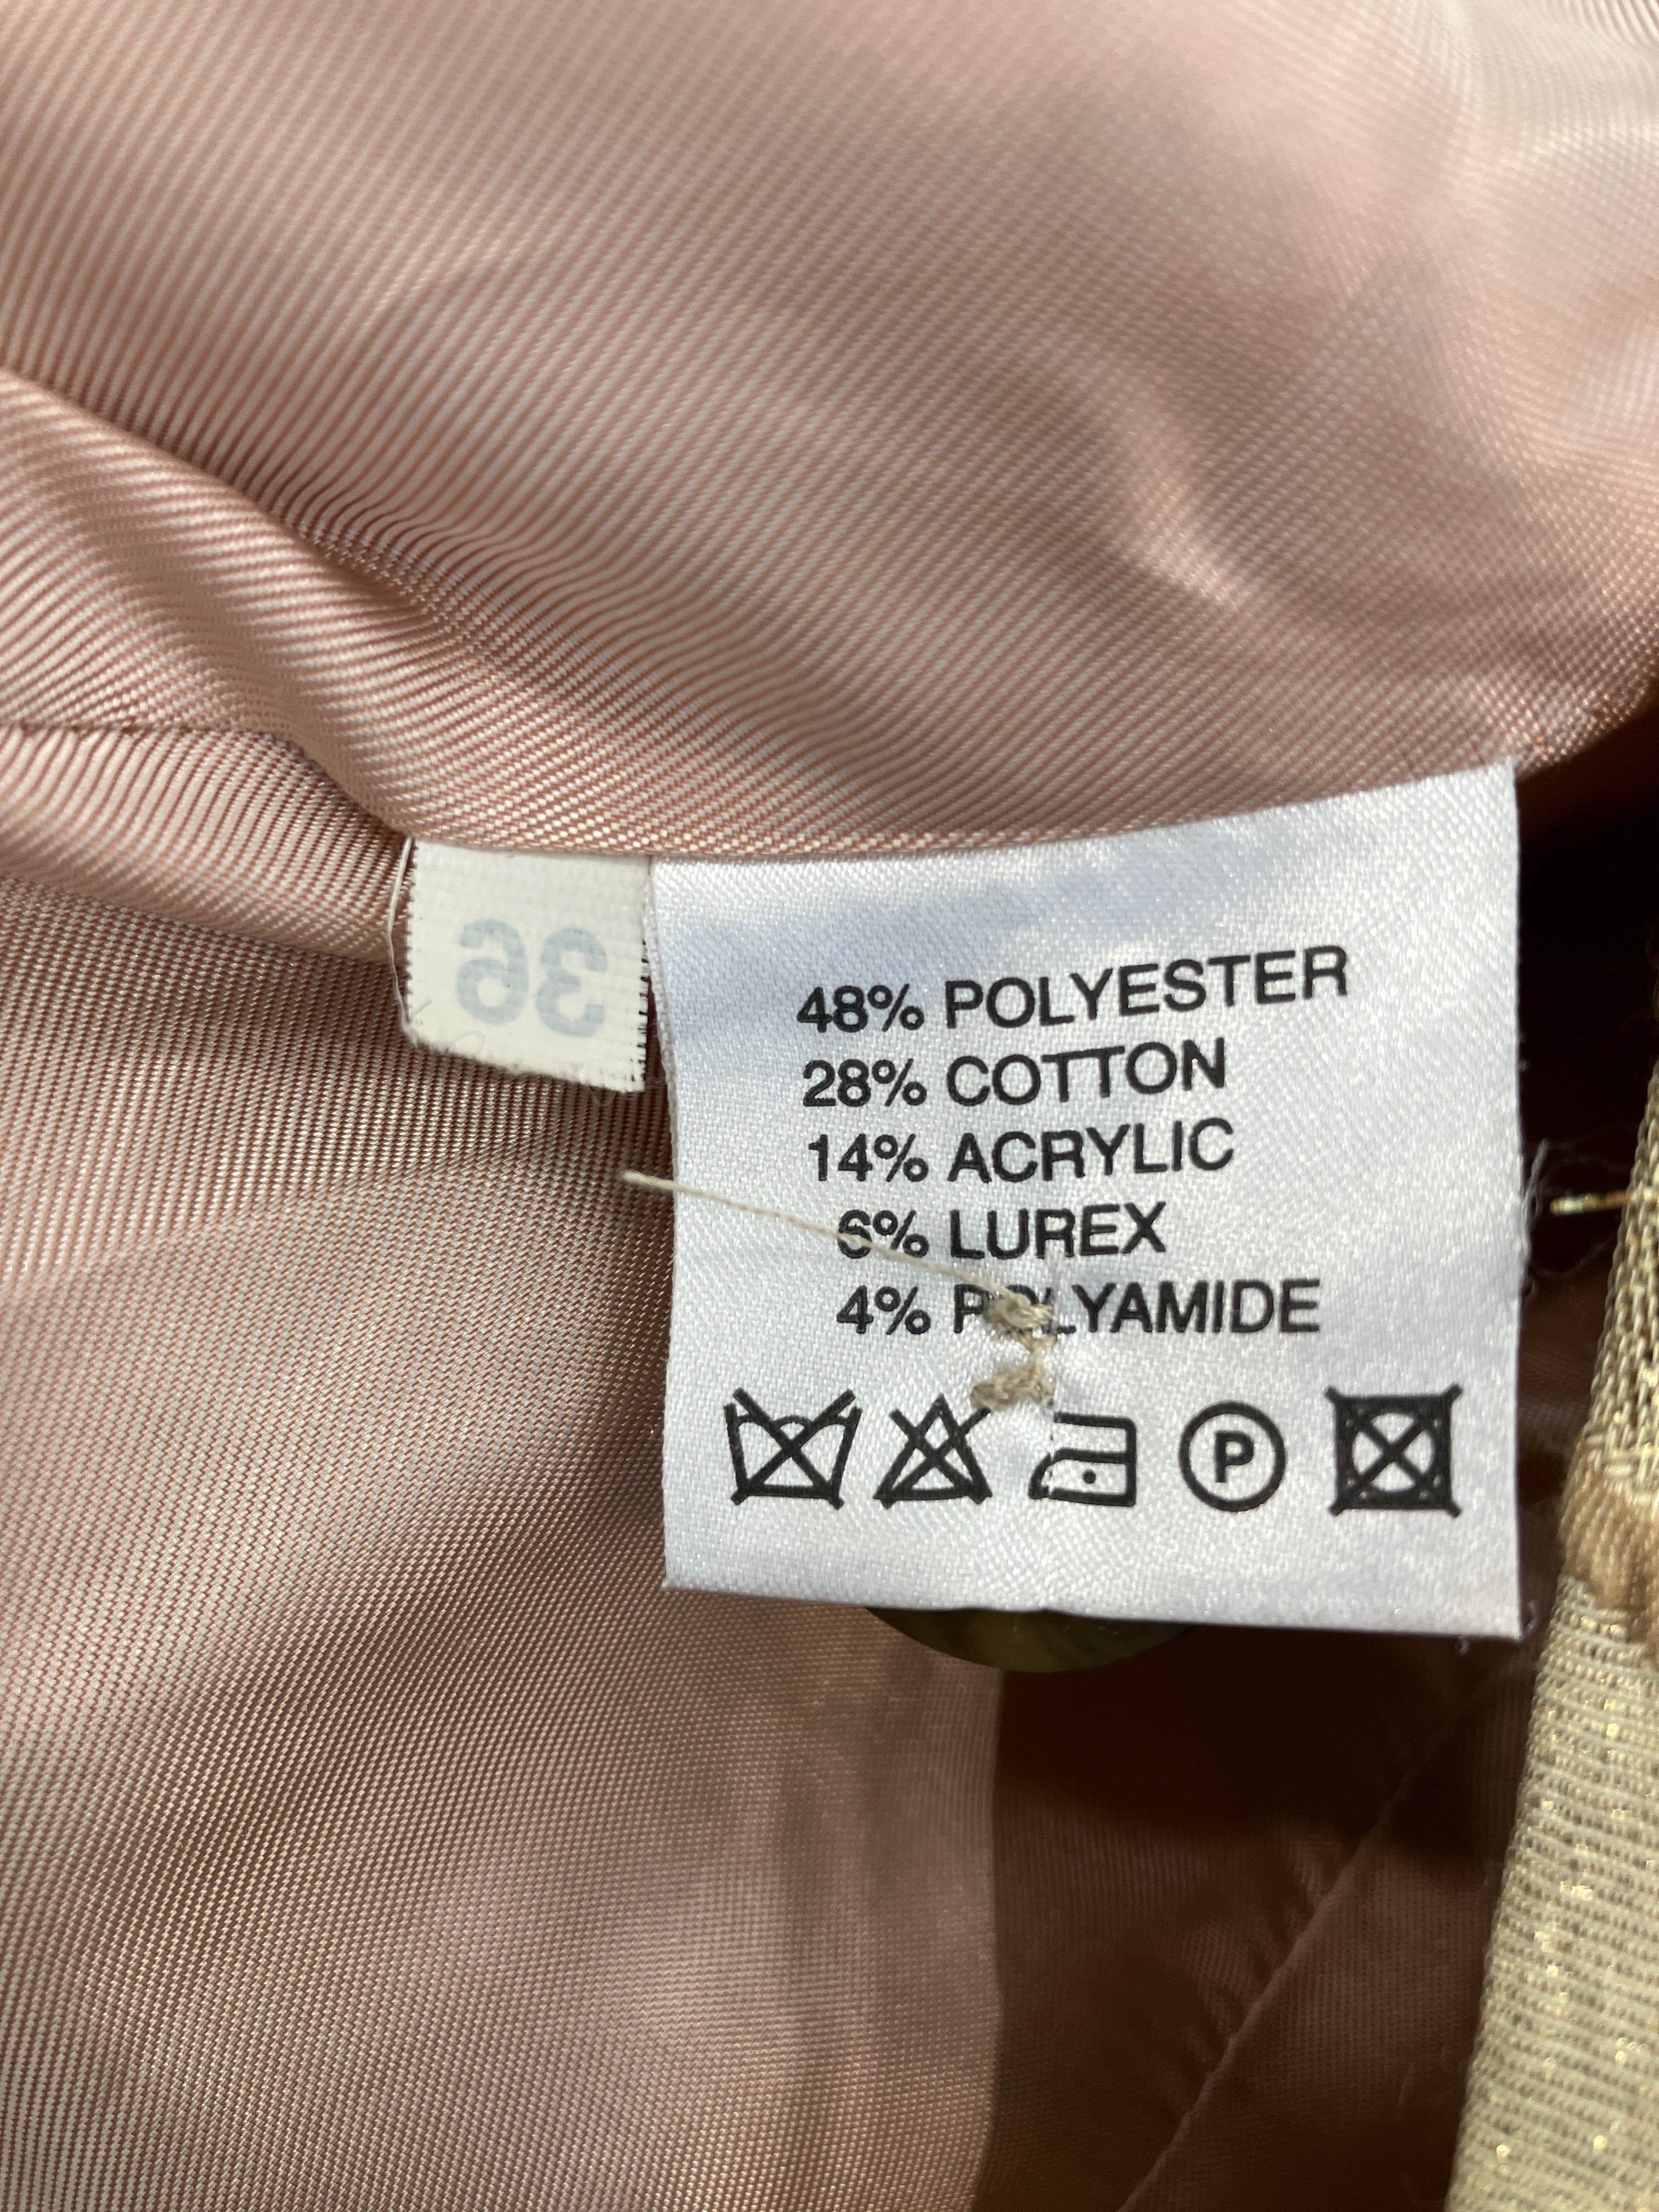 36
48% POLYESTER
28% COTTON
14% ACRYLIC
6% LUREX
4% POLYAMIDE
P